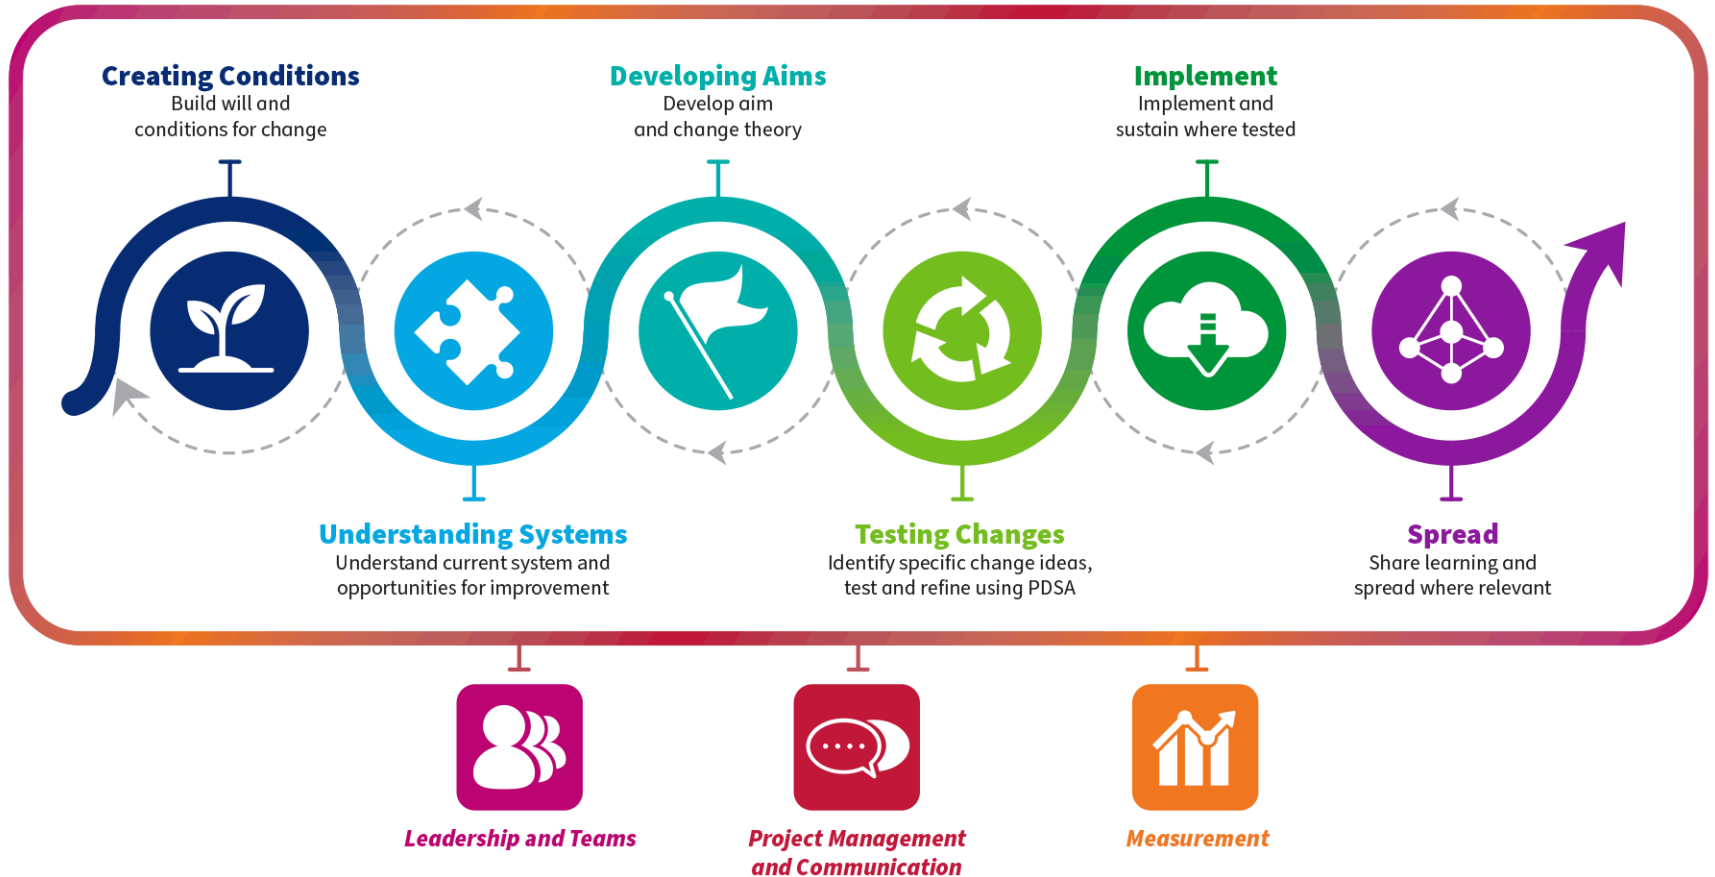 Creating Conditions
Build will and
conditions for change
Developing Aims
Develop aim
and change theory
Implement
Implement and
sustain where tested
Understanding Systems
Understand current system and
opportunities for improvement
Testing Changes
Identify specific change ideas,
test and refine using PDSA
Spread
Share learning and
spread where relevant
Leadership and Teams
Project Management
and Communication
Measurement